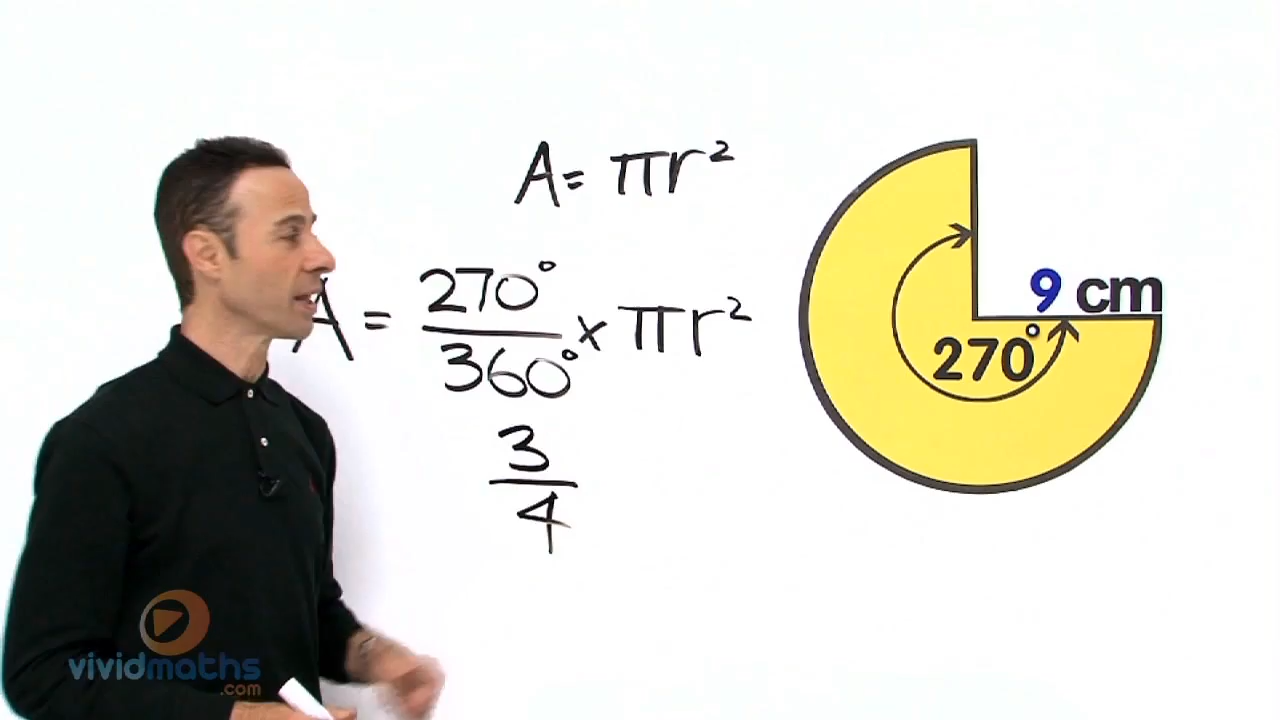 A = πr²
A = 270° / 360° × πr²
3 / 4
9 cm
270°
vividmaths
.com